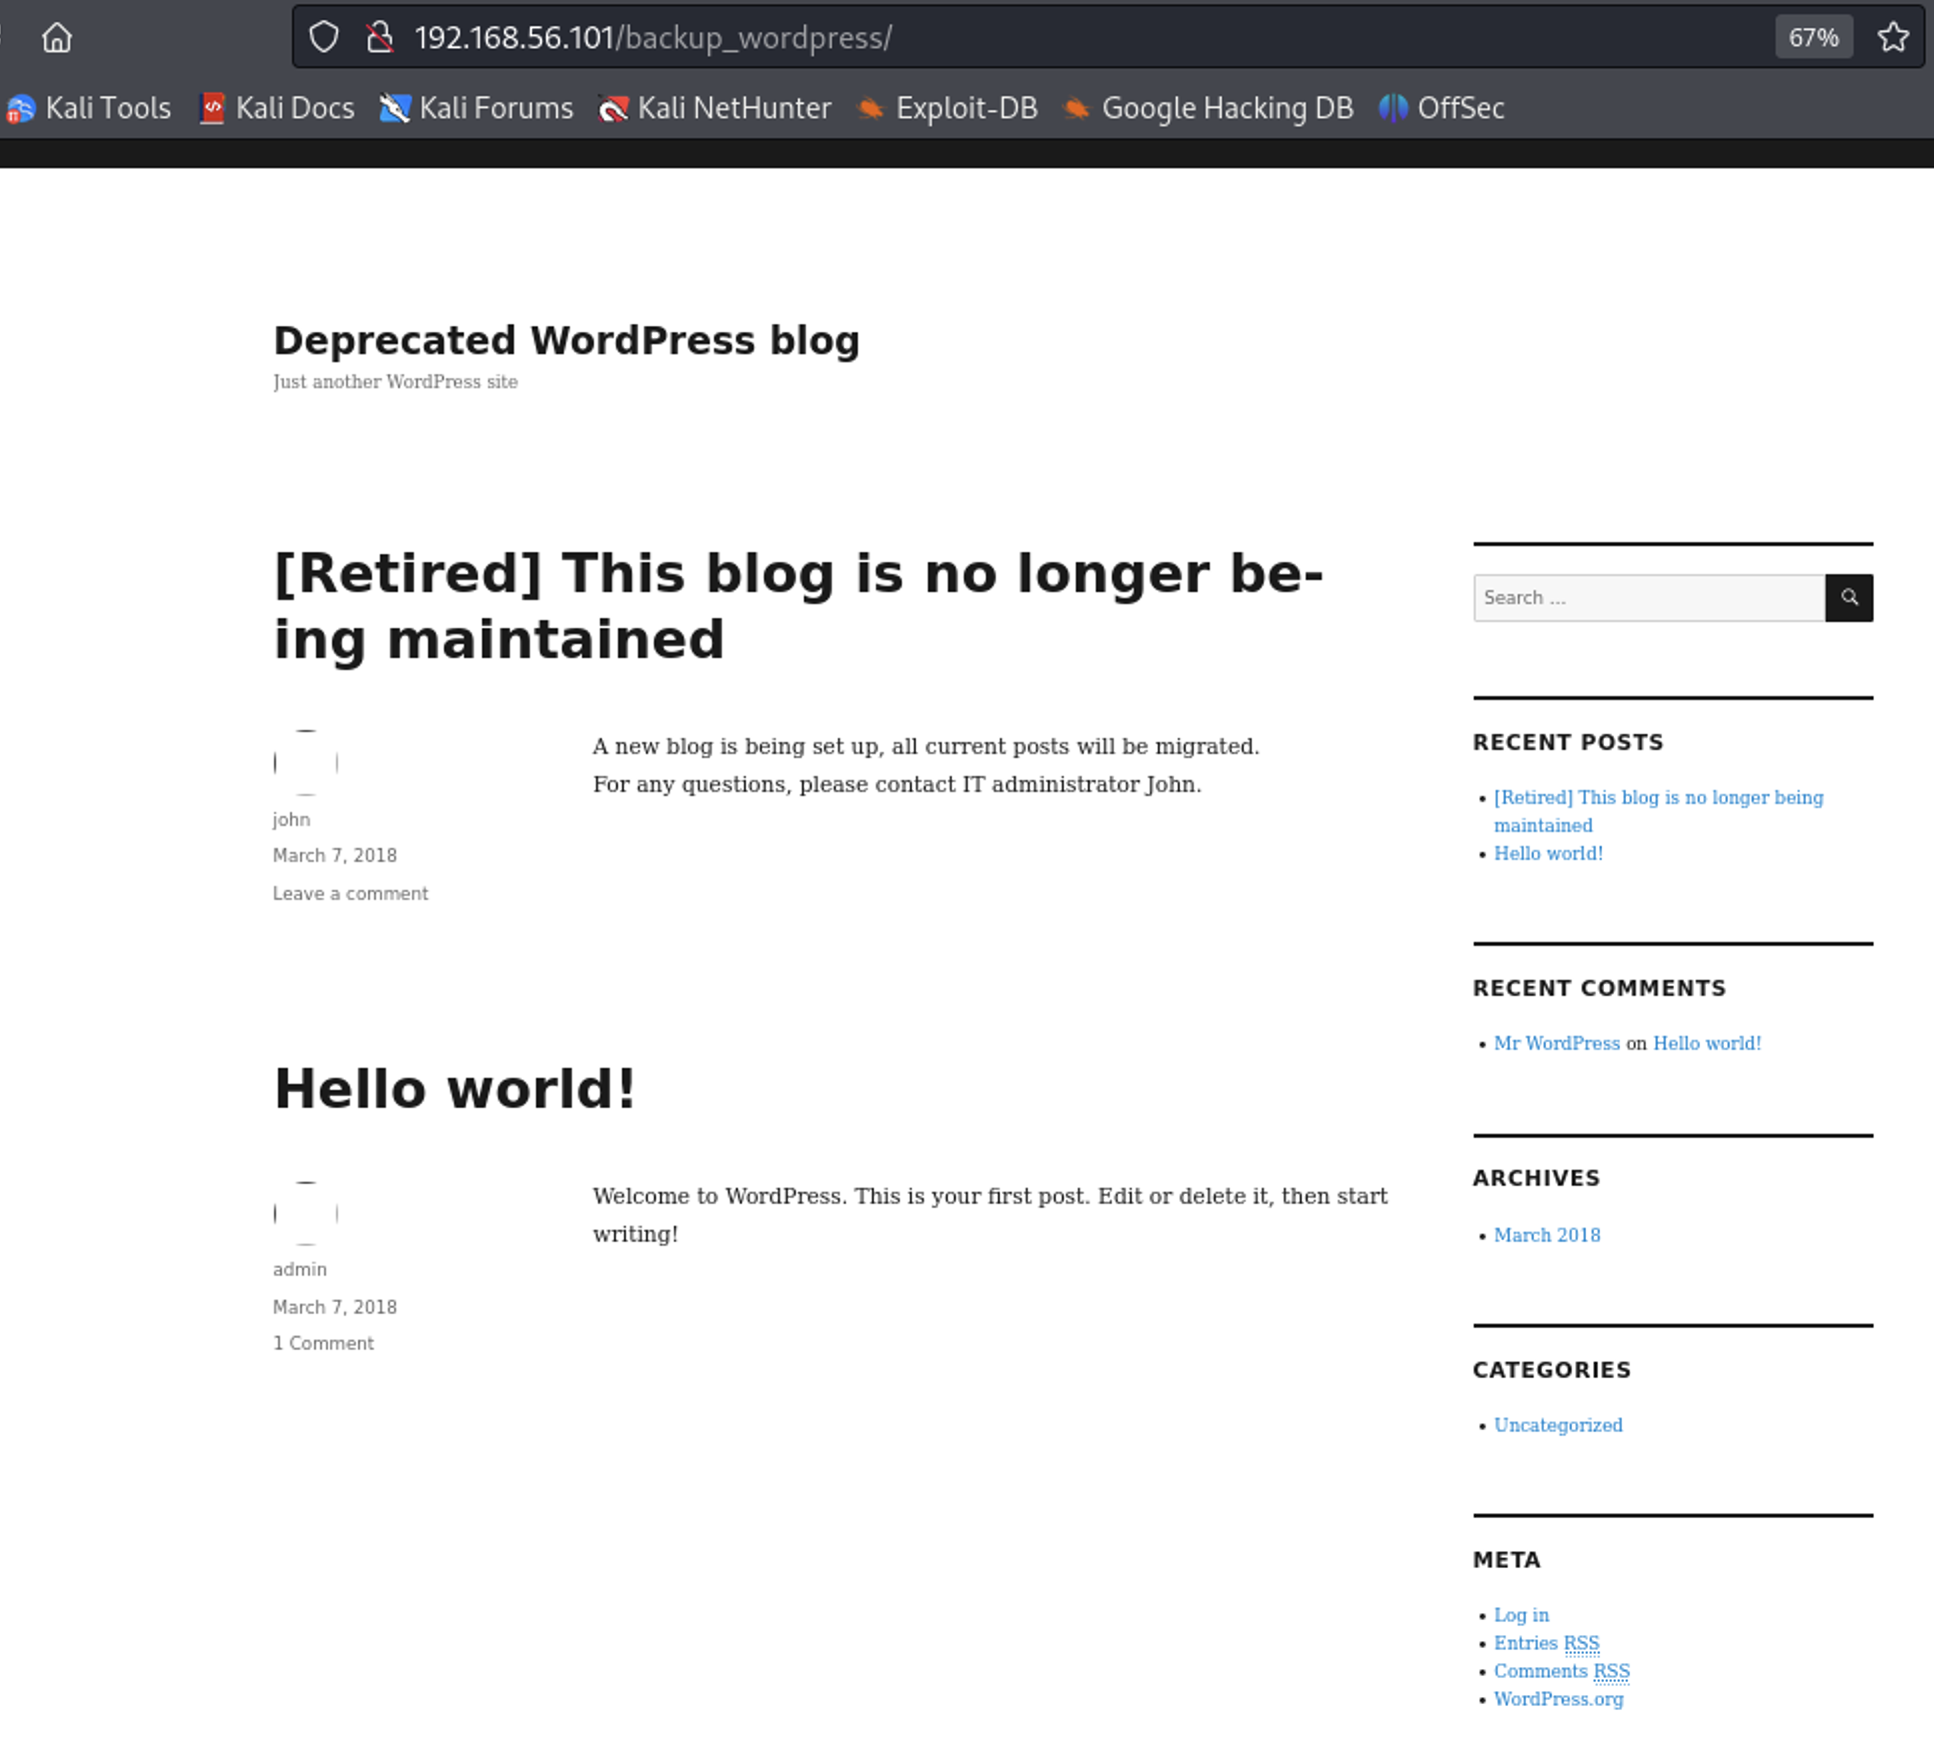 192.168.56.101/backup_wordpress/
67%
Kali Tools Kali Docs Kali Forums Kali NetHunter Exploit-DB Google Hacking DB OffSec
Deprecated WordPress blog
Just another WordPress site
[Retired] This blog is no longer be-
ing maintained
john
March 7, 2018
Leave a comment
A new blog is being set up, all current posts will be migrated.
For any questions, please contact IT administrator John.
Hello world!
admin
March 7, 2018
1 Comment
Welcome to WordPress. This is your first post. Edit or delete it, then start
writing!
Search ...
RECENT POSTS
[Retired] This blog is no longer being
maintained
Hello world!
RECENT COMMENTS
Mr WordPress on Hello world!
ARCHIVES
March 2018
CATEGORIES
Uncategorized
META
Log in
Entries RSS
Comments RSS
WordPress.org